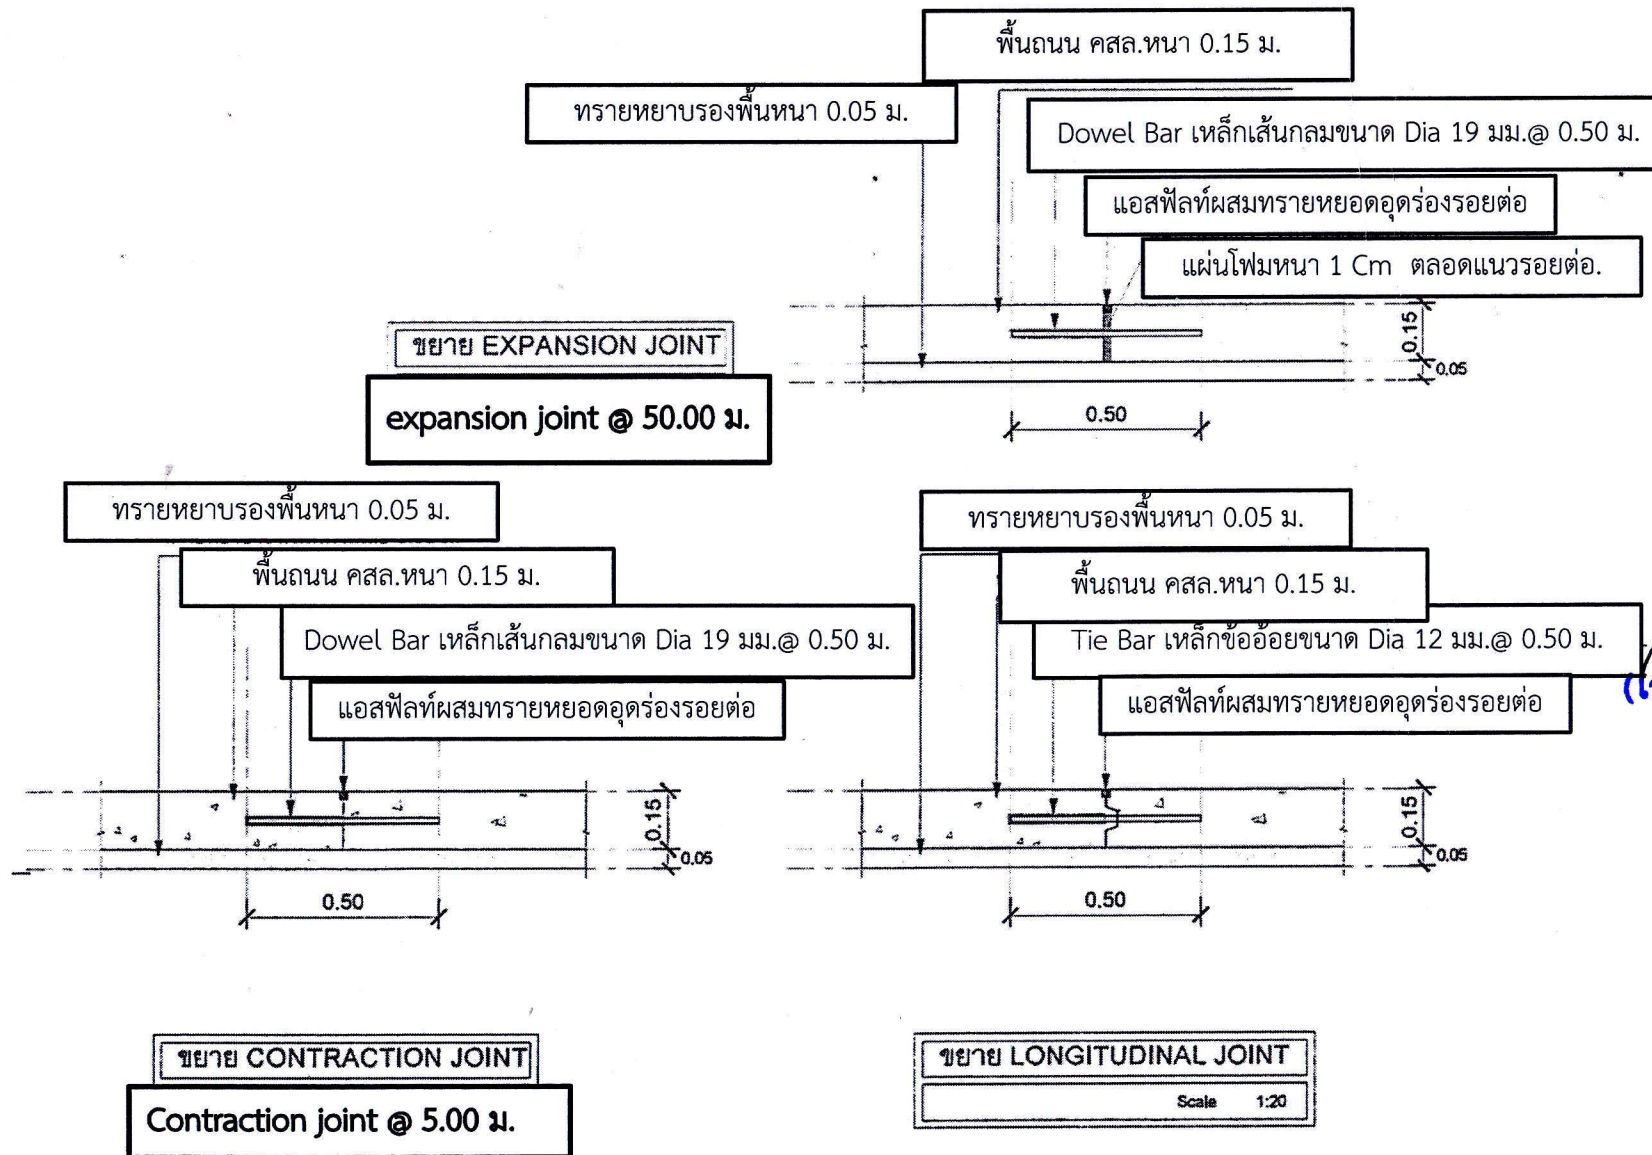 พื้นถนน คสล.หนา 0.15 ม.
ทรายหยาบรองพื้นหนา 0.05 ม.
Dowel Bar เหล็กเส้นกลมขนาด Dia 19 มม.@ 0.50 ม.
แอสฟัลท์ผสมทรายหยอดอุดร่องรอยต่อ
แผ่นโฟมหนา 1 Cm ตลอดแนวรอยต่อ.
0.15
0.05
0.50
ขยาย EXPANSION JOINT
expansion joint @ 50.00 ม.
ทรายหยาบรองพื้นหนา 0.05 ม.
พื้นถนน คสล.หนา 0.15 ม.
Dowel Bar เหล็กเส้นกลมขนาด Dia 19 มม.@ 0.50 ม.
แอสฟัลท์ผสมทรายหยอดอุดร่องรอยต่อ
0.15
0.05
0.50
ขยาย CONTRACTION JOINT
Contraction joint @ 5.00 ม.
ทรายหยาบรองพื้นหนา 0.05 ม.
พื้นถนน คสล.หนา 0.15 ม.
Tie Bar เหล็กข้ออ้อยขนาด Dia 12 มม.@ 0.50 ม.
แอสฟัลท์ผสมทรายหยอดอุดร่องรอยต่อ
0.15
0.05
0.50
ขยาย LONGITUDINAL JOINT
Scale 1:20